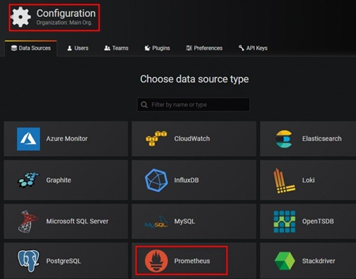 Configuration
Organization: Main Org.
Data Sources Users Teams Plugins Preferences API Keys
Choose data source type
Filter by name or type
Azure Monitor CloudWatch Elasticsearch
Graphite InfluxDB Loki
Microsoft SQL Server MySQL MySQL OpenTSDB
PostgreSQL Prometheus Stackdriver